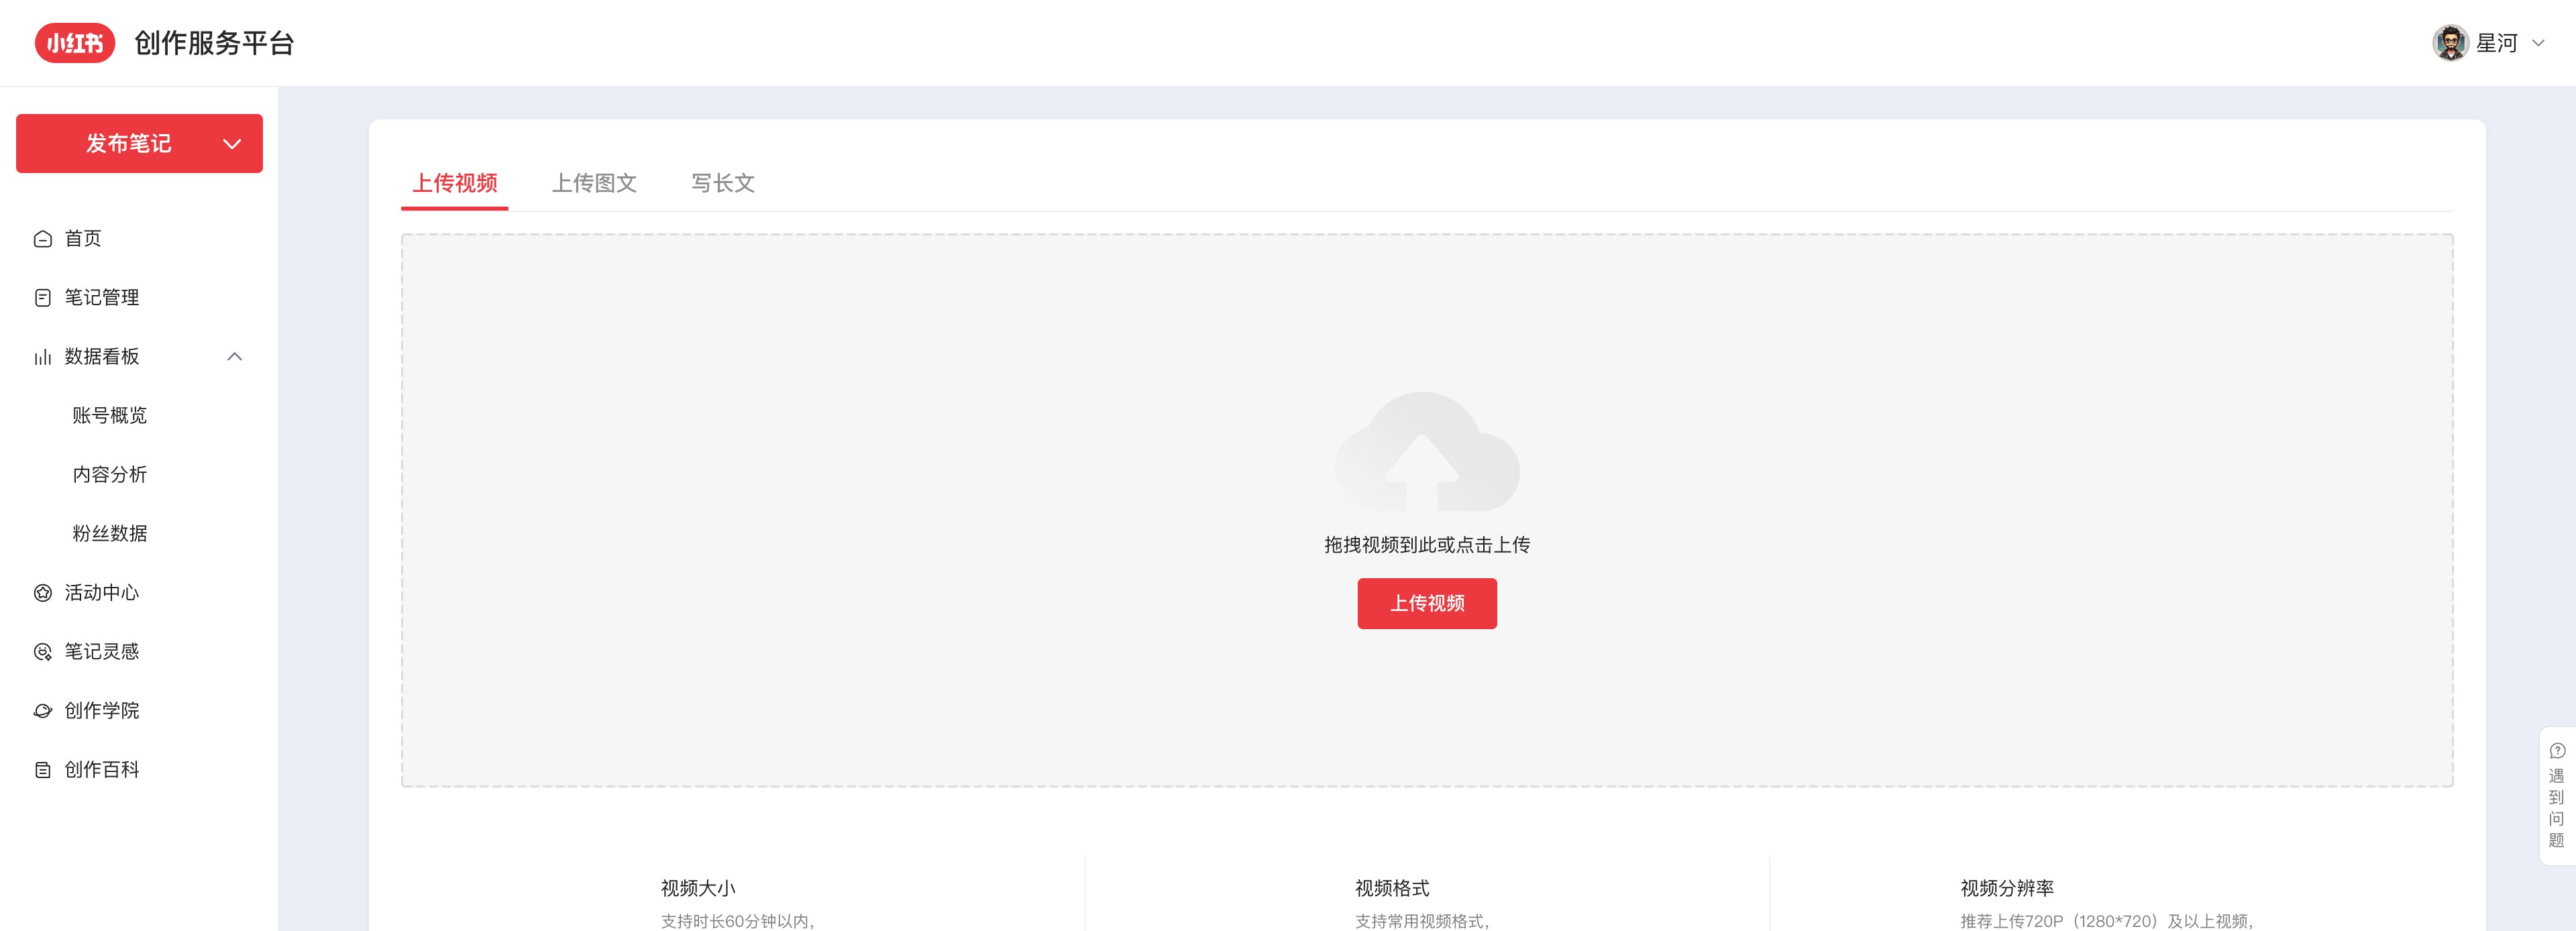 小红书 创作服务平台
星河
发布笔记
首页
笔记管理
数据看板
账号概览
内容分析
粉丝数据
活动中心
笔记灵感
创作学院
创作百科
上传视频 上传图文 写长文
拖拽视频到此或点击上传
上传视频
视频大小
支持时长60分钟以内，
视频格式
支持常用视频格式，
视频分辨率
推荐上传720P（1280*720）及以上视频，
遇到问题